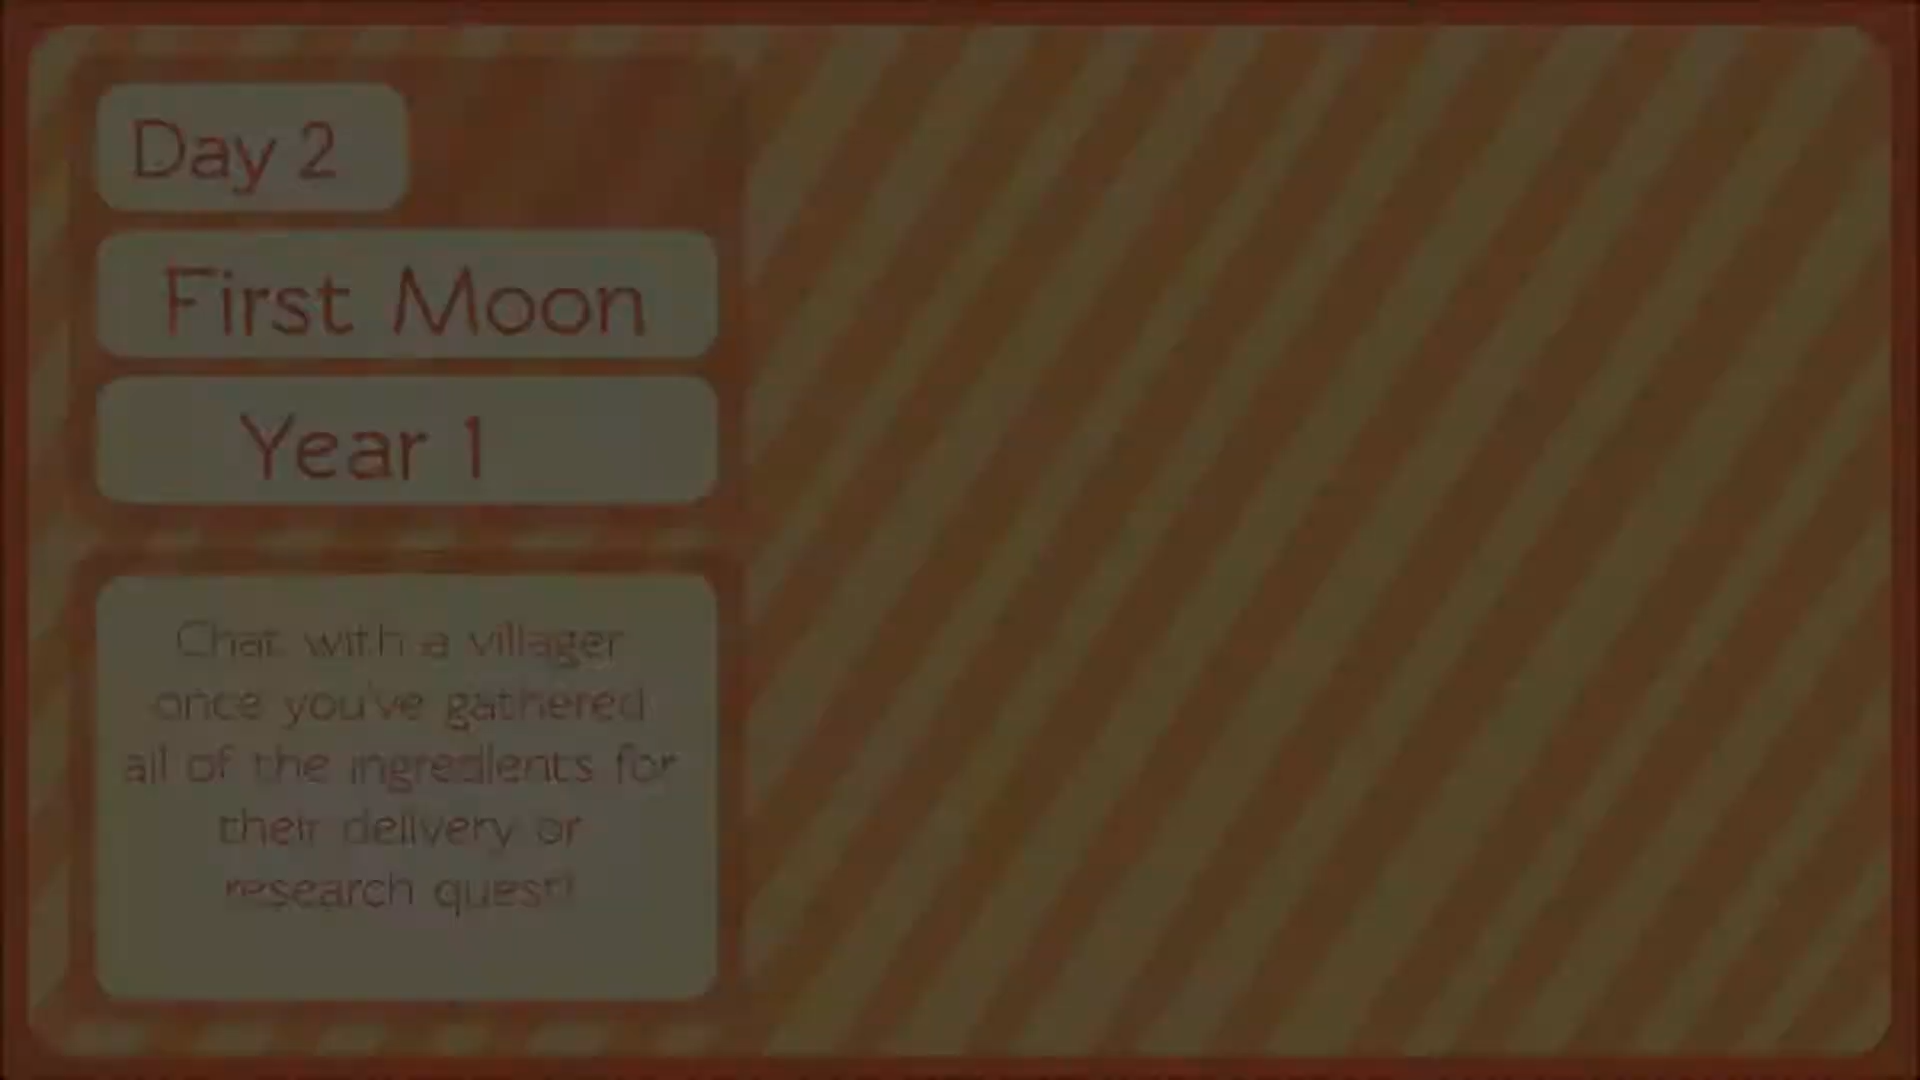 Day 2
First Moon
Year 1
Chat with a villager
once you've gathered
all of the ingredients for
their delivery or
research quest!